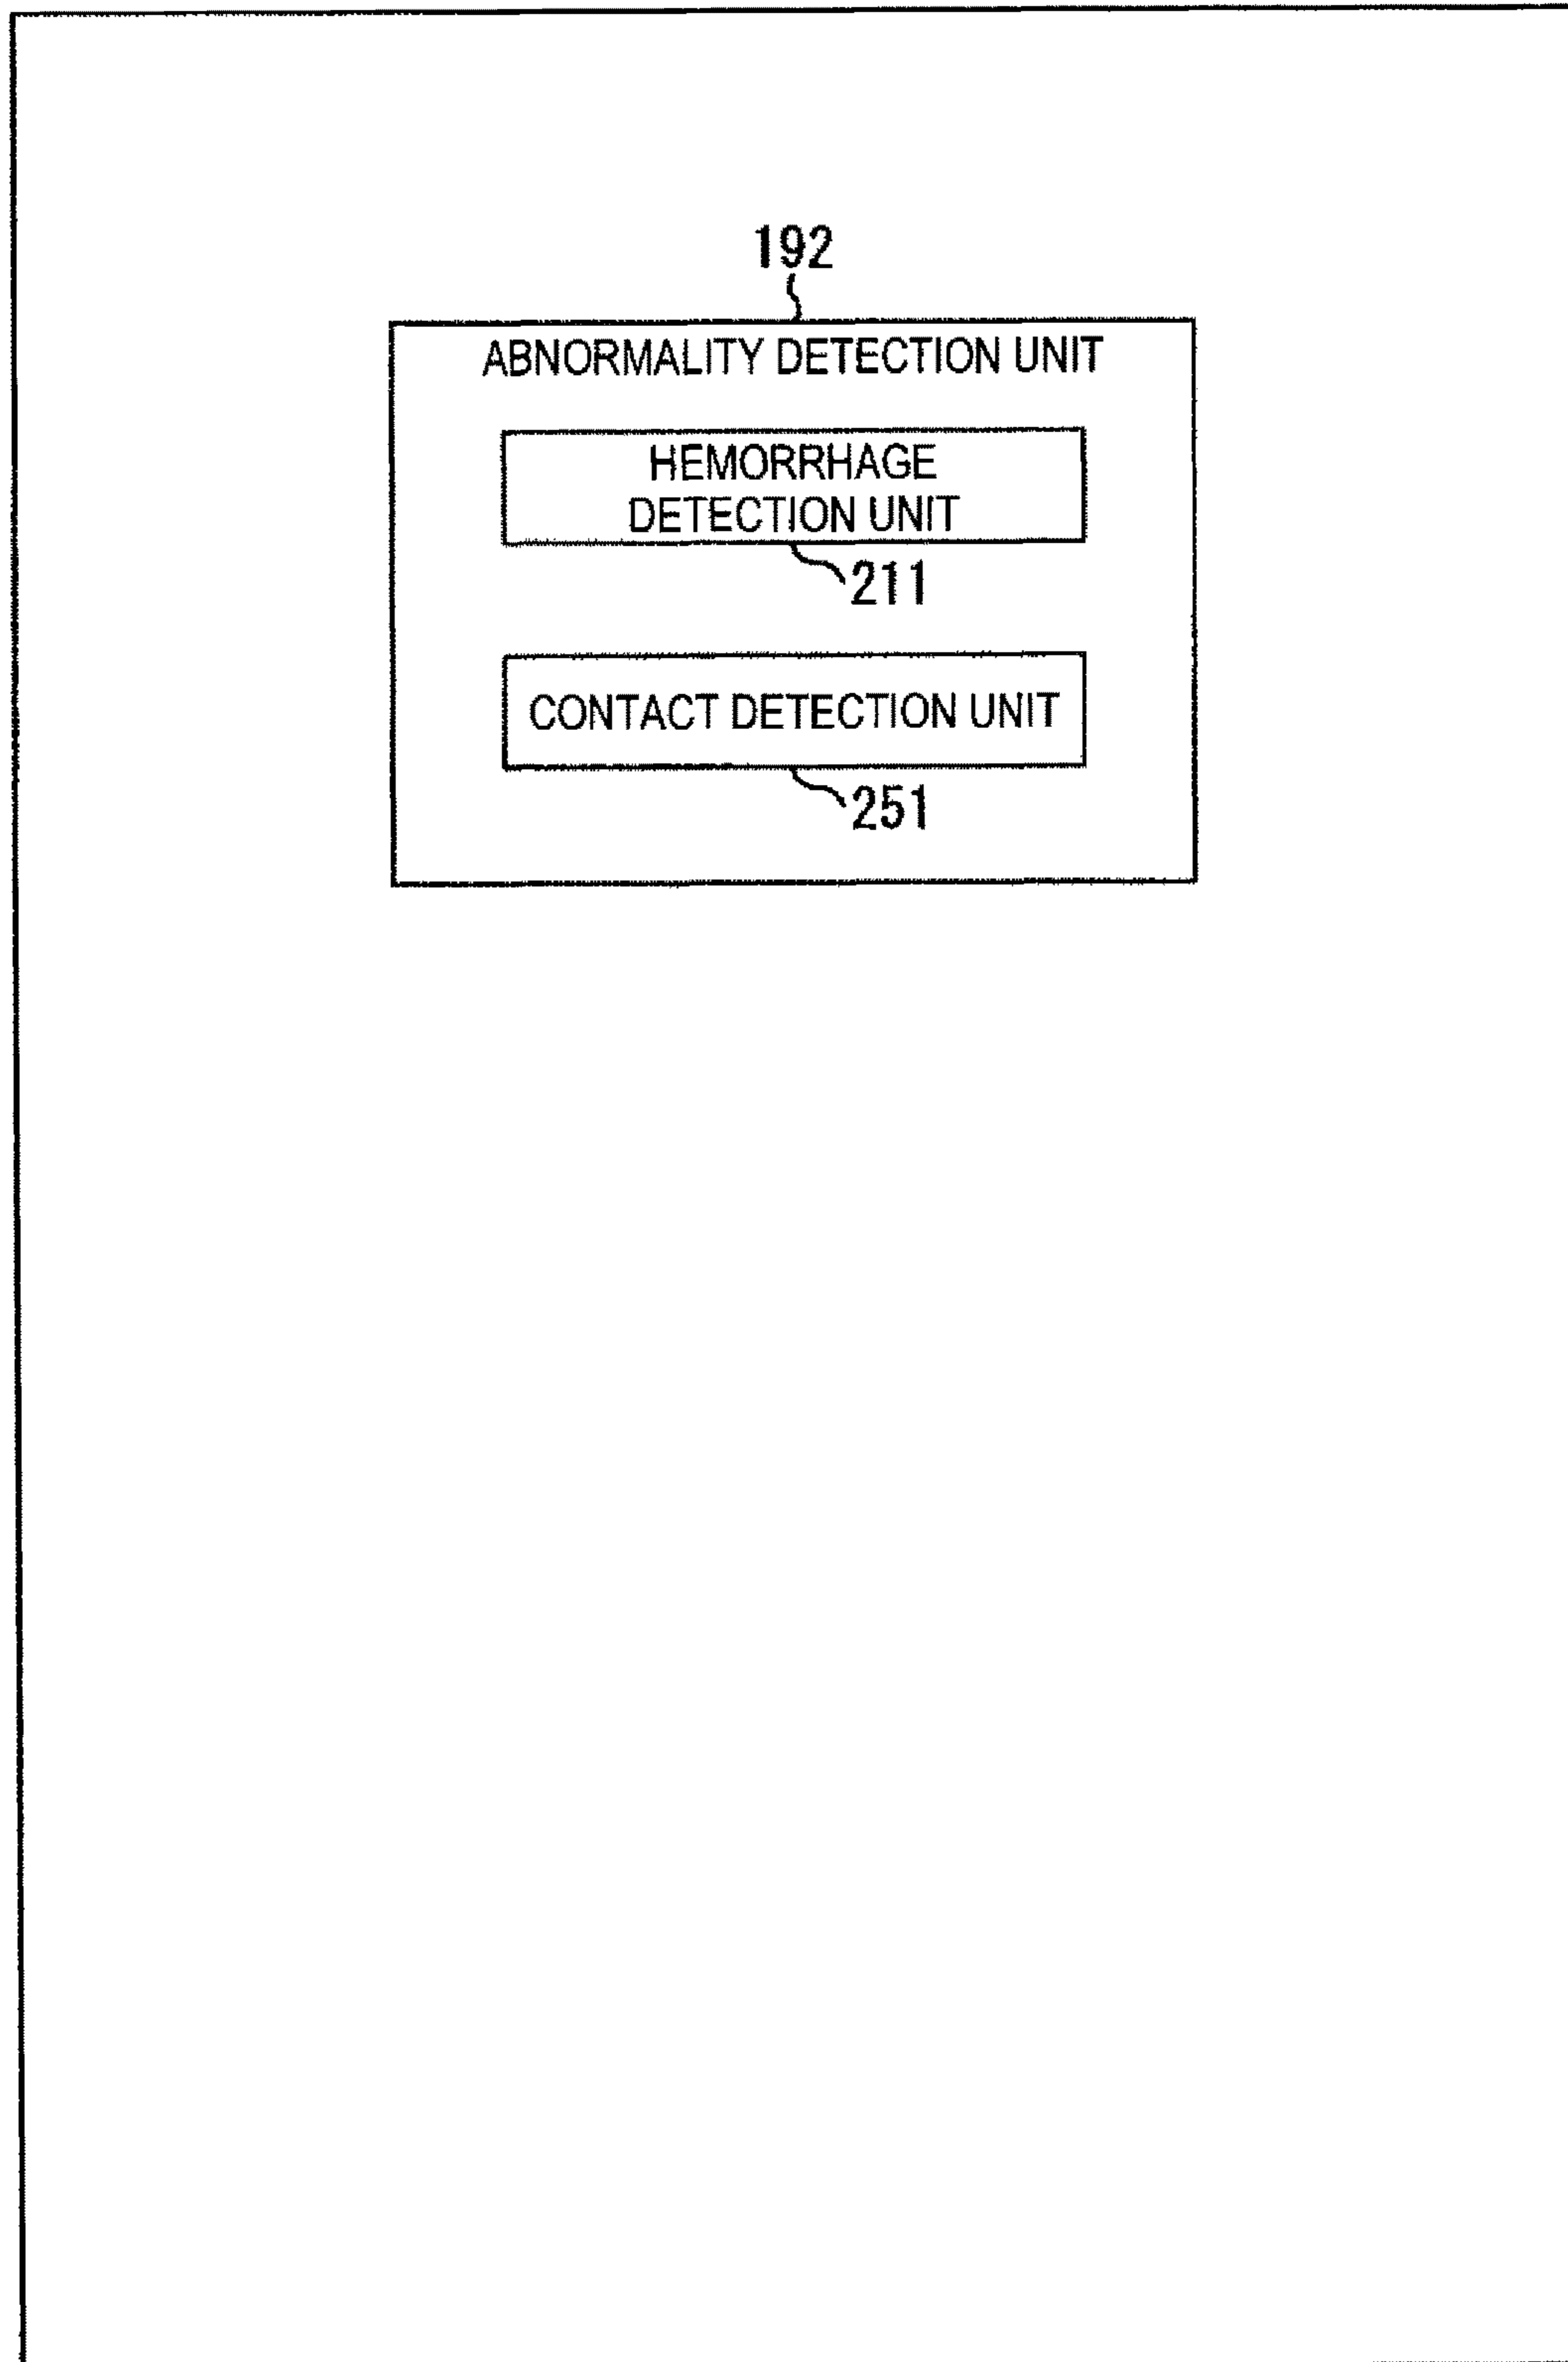 192
ABNORMALITY DETECTION UNIT
HEMORRHAGE
DETECTION UNIT
211
CONTACT DETECTION UNIT
251